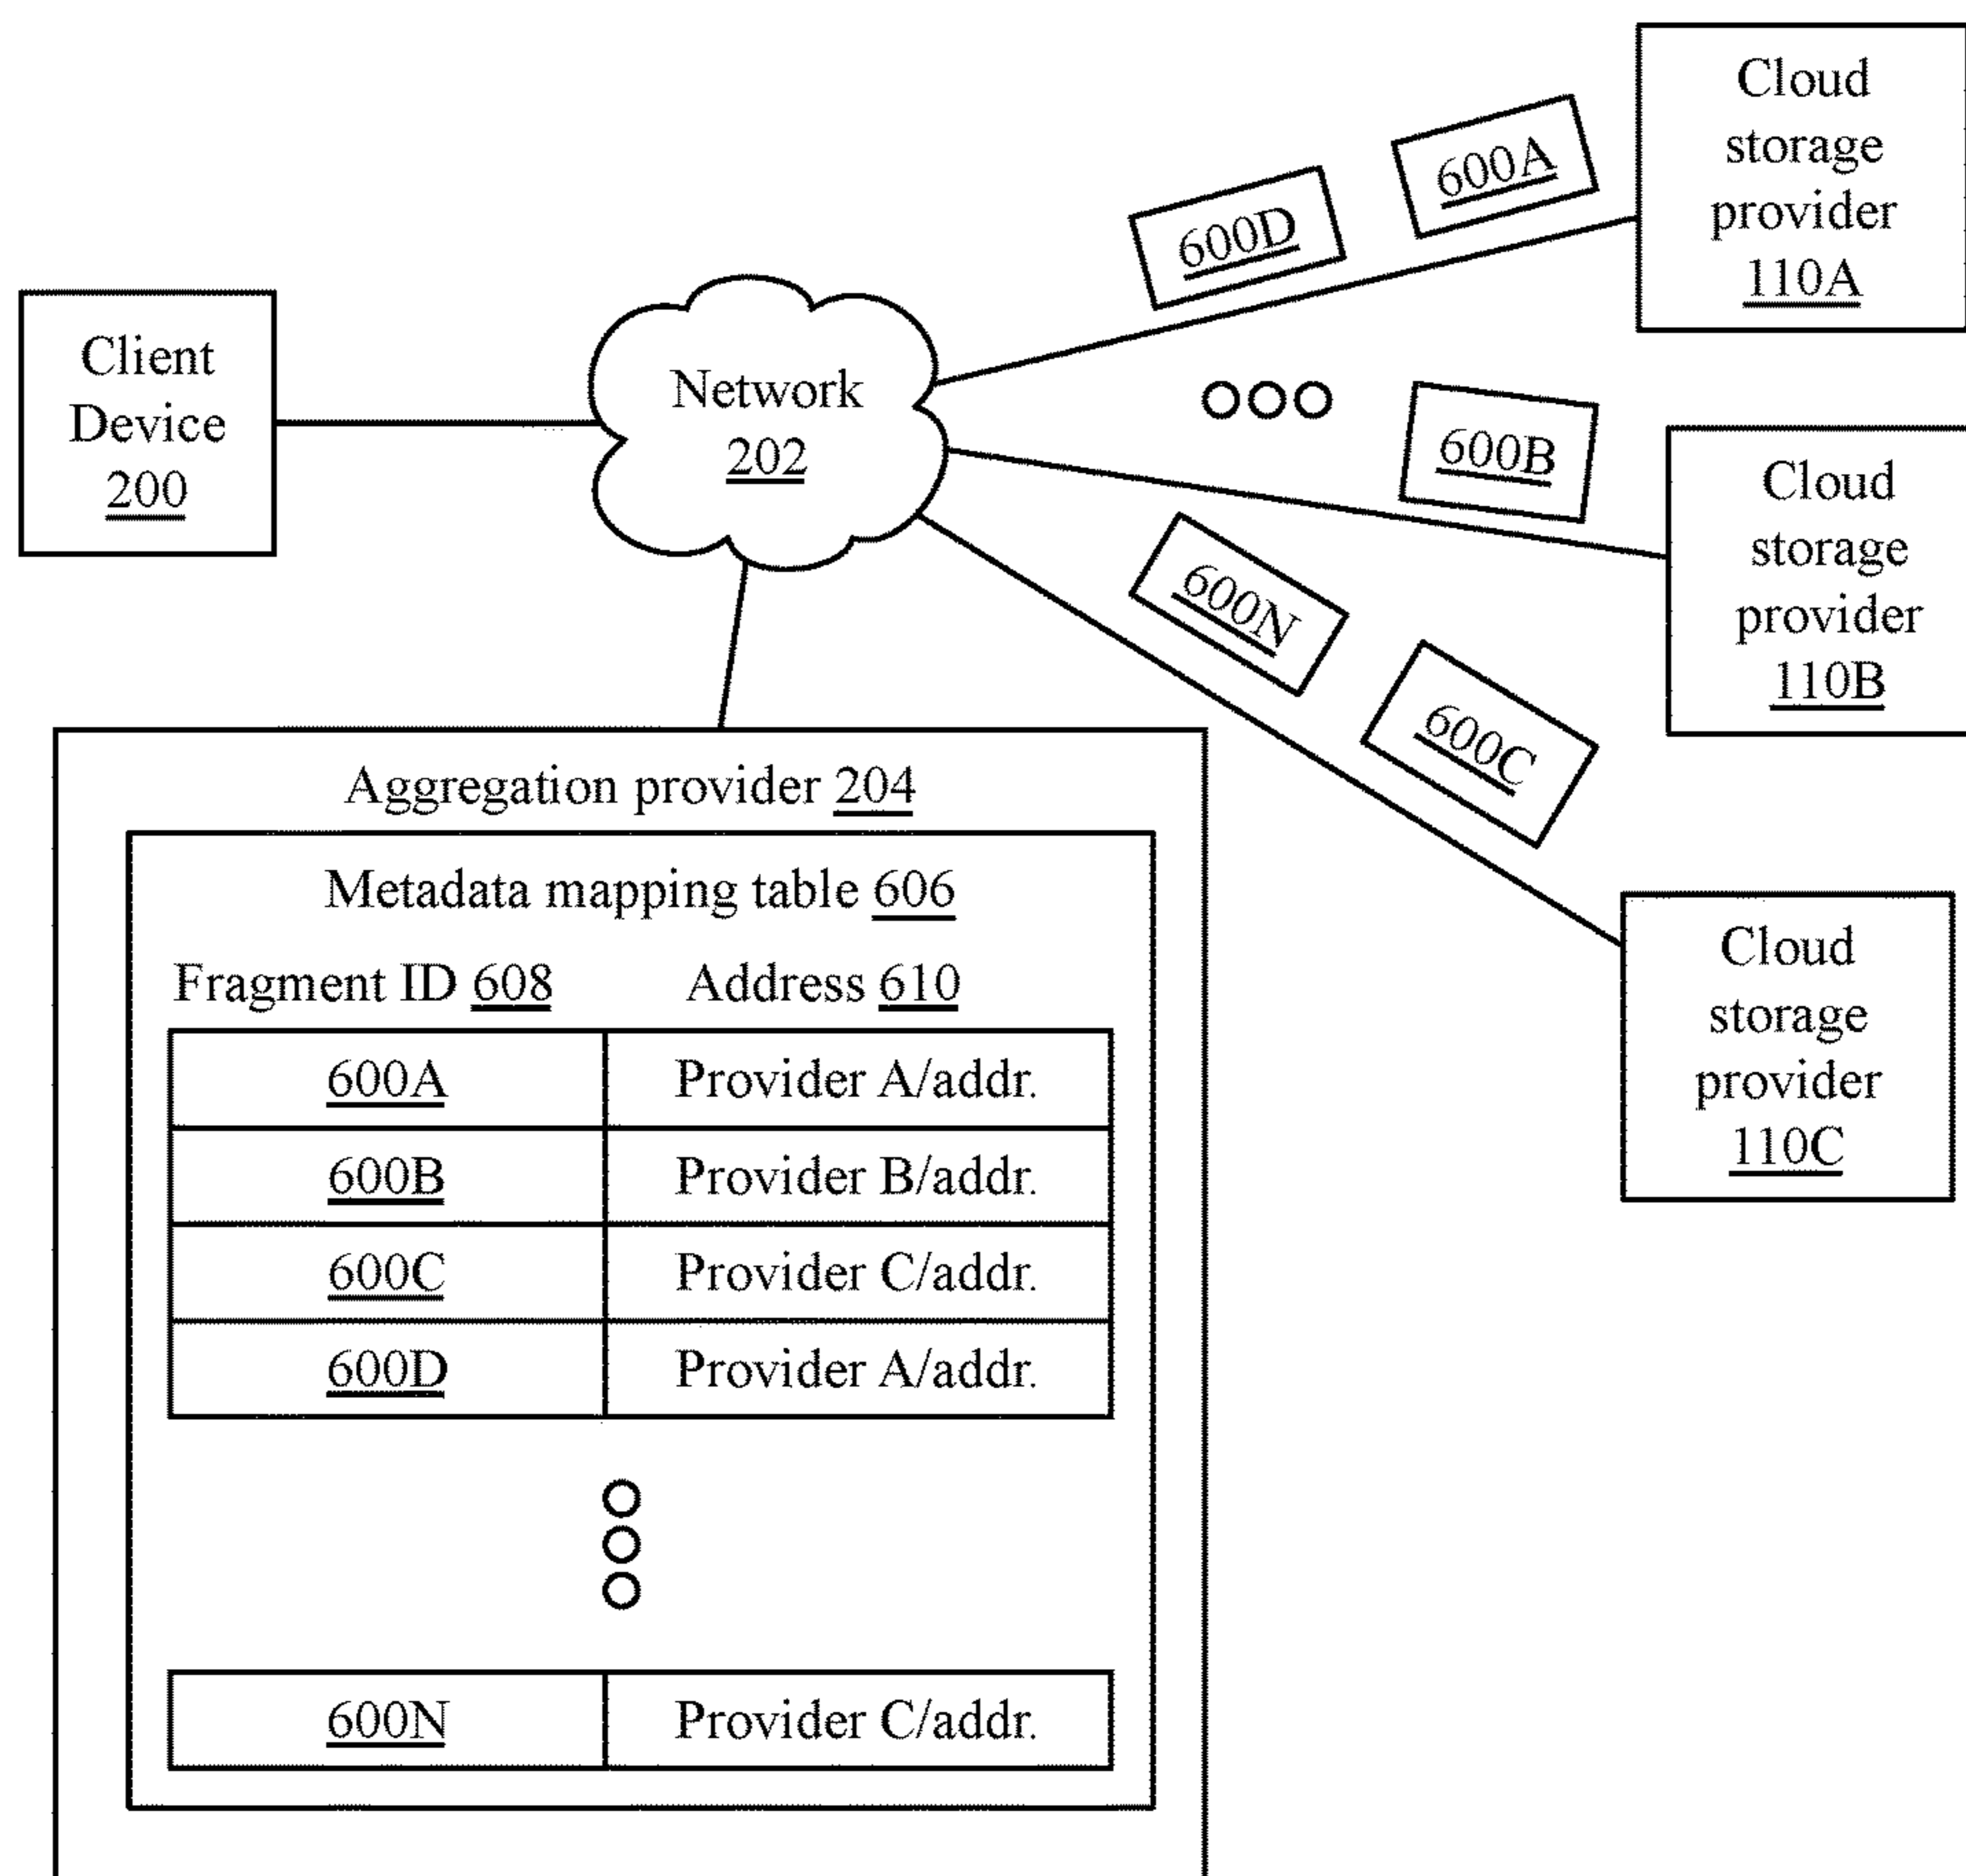 Cloud
storage
provider
110A
600A
600D
Client
Device
200
Network
202
600B
Cloud
storage
provider
110B
600N
600C
Cloud
storage
provider
110C
Aggregation provider 204
Metadata mapping table 606
Fragment ID 608 Address 610
600A Provider A/addr.
600B Provider B/addr.
600C Provider C/addr.
600D Provider A/addr.
600N Provider C/addr.